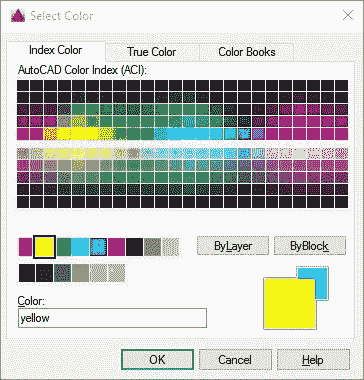 Select Color
Index Color True Color Color Books
AutoCAD Color Index (ACI):
ByLayer ByBlock
Color:
yellow
OK Cancel Help